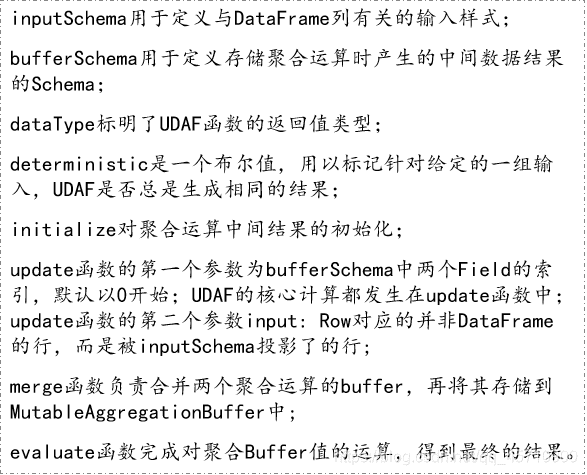 inputSchema用于定义与DataFrame列有关的输入样式;
bufferSchema用于定义存储聚合运算时产生的中间数据结果
的Schema;
dataType标明了UDAF函数的返回值类型;
deterministic是一个布尔值,用以标记针对给定的一组输
入,UDAF是否总是生成相同的结果;
initialize对聚合运算中间结果的初始化;
update函数的第一个参数为bufferSchema中两个Field的索
引,默认以0开始;UDAF的核心计算都发生在update函数中;
update函数的第二个参数input: Row对应的并非DataFrame
的行,而是被inputSchema投影了的行;
merge函数负责合并两个聚合运算的buffer,再将其存储到
MutableAggregationBuffer中;
evaluate函数完成对聚合Buffer值的运算,得到最终的结果。